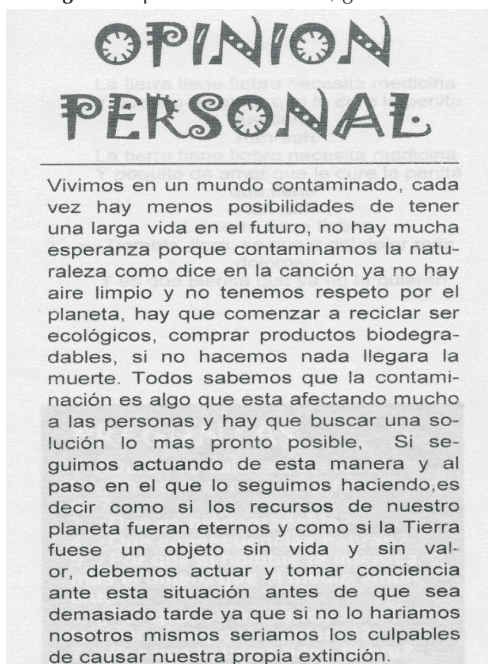 OPINION
PERSONAL
Vivimos en un mundo contaminado, cada
vez hay menos posibilidades de tener
una larga vida en el futuro, no hay mucha
esperanza porque contaminamos la natu-
raleza como dice en la canción ya no hay
aire limpio y no tenemos respeto por el
planeta, hay que comenzar a reciclar ser
ecológicos, comprar productos biodegra-
dables, si no hacemos nada llegara la
muerte. Todos sabemos que la contami-
nación es algo que esta afectando mucho
a las personas y hay que buscar una so-
lución lo mas pronto posible, Si se-
guimos actuando de esta manera y al
paso en el que lo seguimos haciendo,es
decir como si los recursos de nuestro
planeta fueran eternos y como si la Tierra
fuese un objeto sin vida y sin val-
or, debemos actuar y tomar conciencia
ante esta situación antes de que sea
demasiado tarde ya que si no lo hariamos
nosotros mismos seriamos los culpables
de causar nuestra propia extinción.